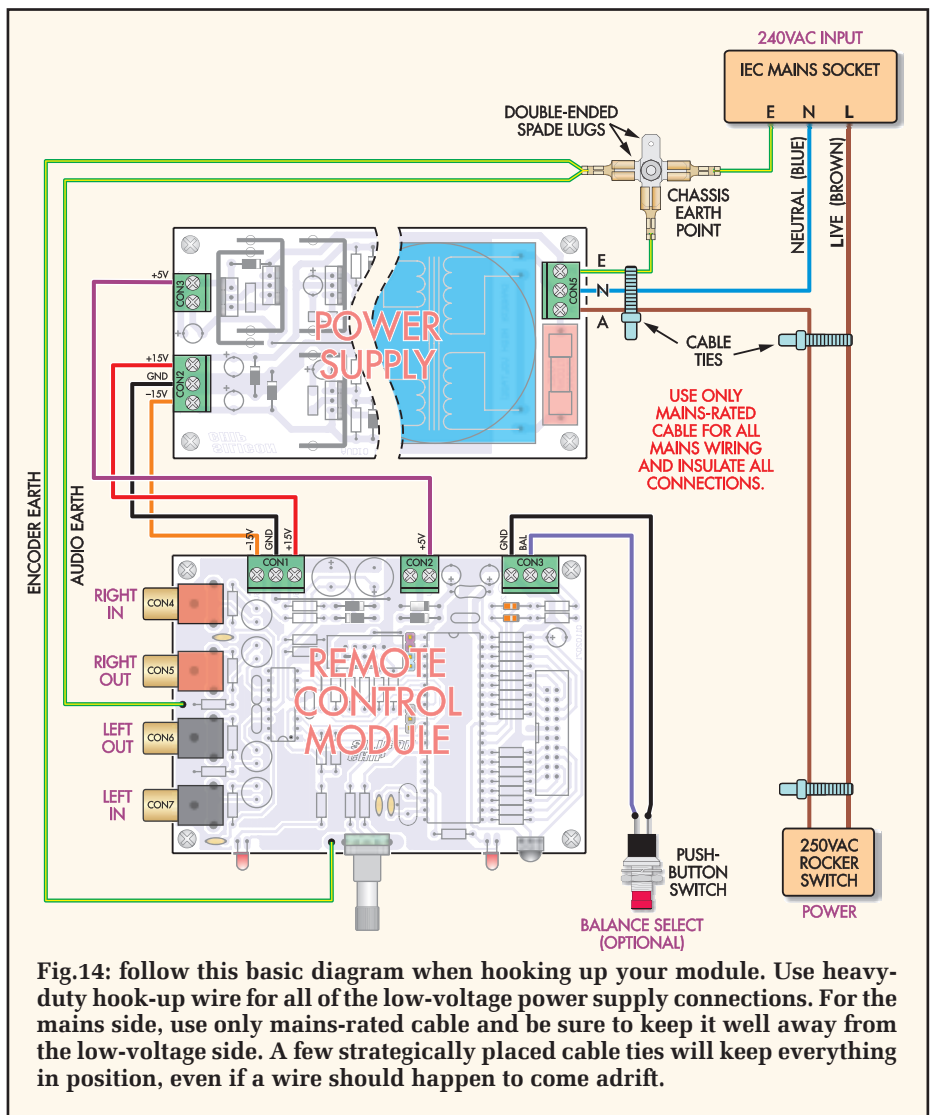 240VAC INPUT
IEC MAINS SOCKET
E N L
DOUBLE-ENDED
SPADE LUGS
CHASSIS
EARTH
POINT
NEUTRAL (BLUE)
LIVE (BROWN)
+5V
CON3
+15V
GND
–15V
CON2
POWER
SUPPLY
E
N
A
CON5
CABLE
TIES
USE ONLY
MAINS-RATED
CABLE FOR ALL
MAINS WIRING
AND INSULATE ALL
CONNECTIONS.
ENCODER EARTH
AUDIO EARTH
–15V
GND
+15V
+5V
GND
BAL
CON1
CON2
CON3
RIGHT
IN
CON4
RIGHT
OUT
CON5
LEFT
OUT
CON6
LEFT
IN
CON7
REMOTE
CONTROL
MODULE
SILICON
CHIP
PUSH-
BUTTON
SWITCH
BALANCE SELECT
(OPTIONAL)
250VAC
ROCKER
SWITCH
POWER
Fig.14: follow this basic diagram when hooking up your module. Use heavy-
duty hook-up wire for all of the low-voltage power supply connections. For the
mains side, use only mains-rated cable and be sure to keep it well away from
the low-voltage side. A few strategically placed cable ties will keep everything
in position, even if a wire should happen to come adrift.